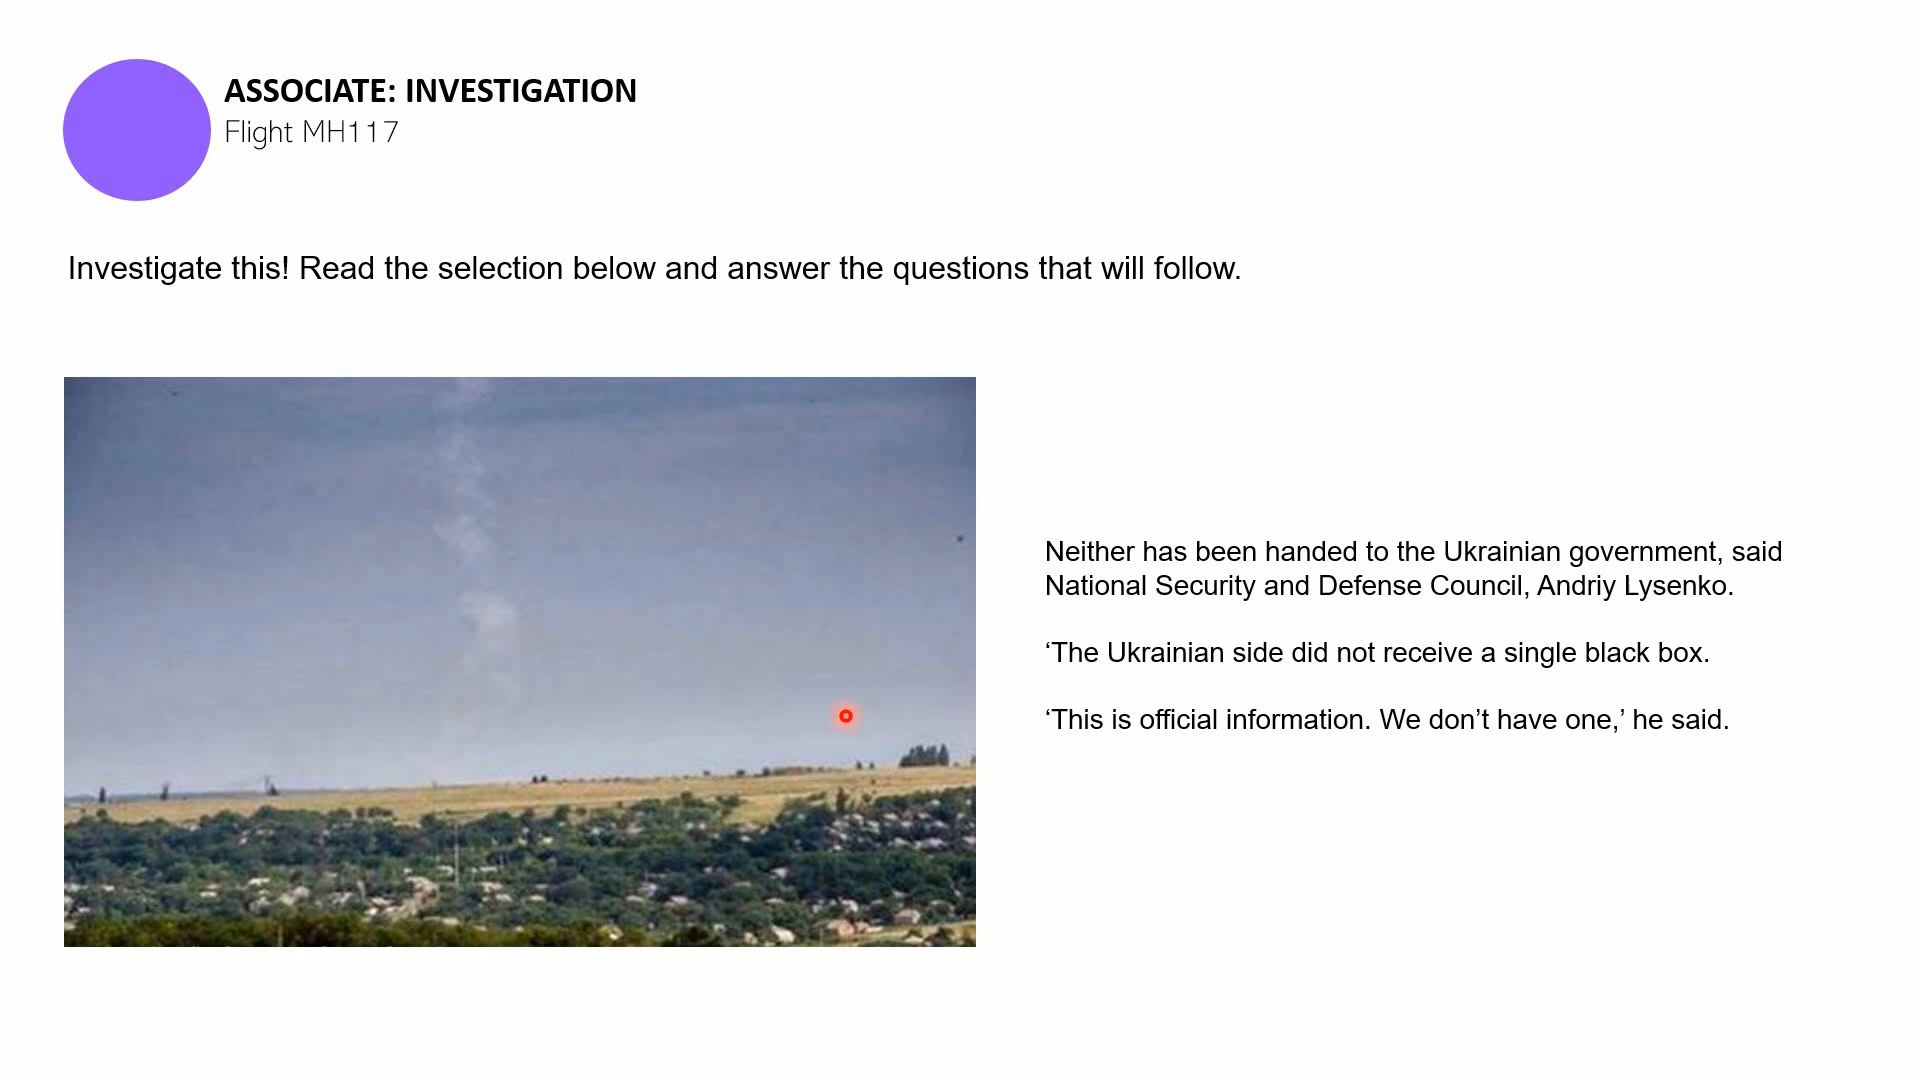 ASSOCIATE: INVESTIGATION
Flight MH117
Investigate this! Read the selection below and answer the questions that will follow.
Neither has been handed to the Ukrainian government, said
National Security and Defense Council, Andriy Lysenko.
‘The Ukrainian side did not receive a single black box.
‘This is official information. We don’t have one,’ he said.